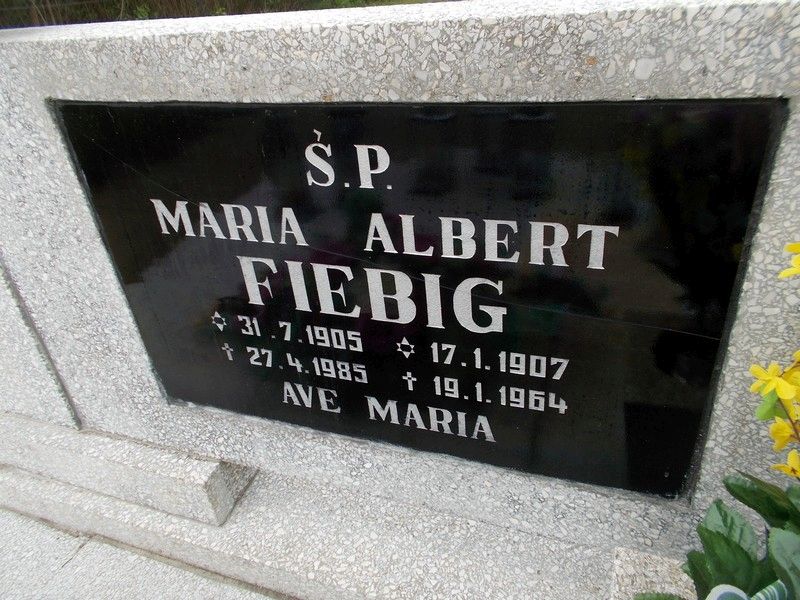 Ś.P.
MARIA ALBERT
FIEBIG
✡ 31.7.1905 ✡ 17.1.1907
† 27.4.1985 † 19.1.1964
AVE MARIA